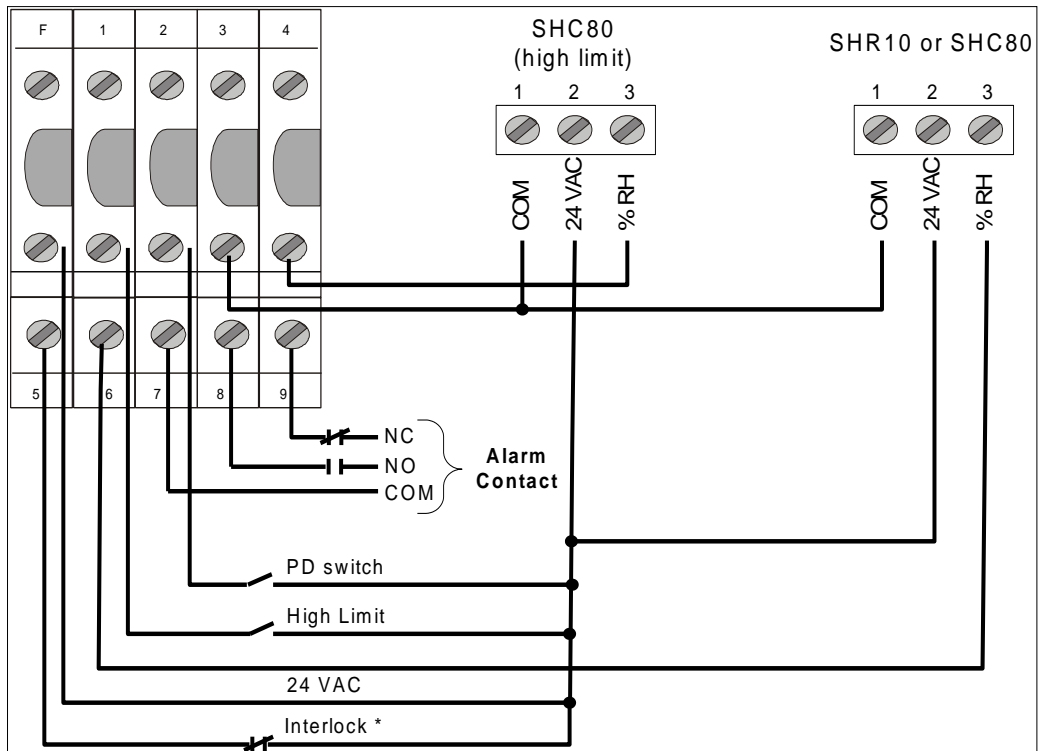 F 1 2 3 4
SHC80
(high limit)
1 2 3
COM
24 VAC
% RH
SHR10 or SHC80
1 2 3
COM
24 VAC
% RH
5 6 7 8 9
NC
NO
COM
Alarm
Contact
PD switch
High Limit
24 VAC
Interlock *